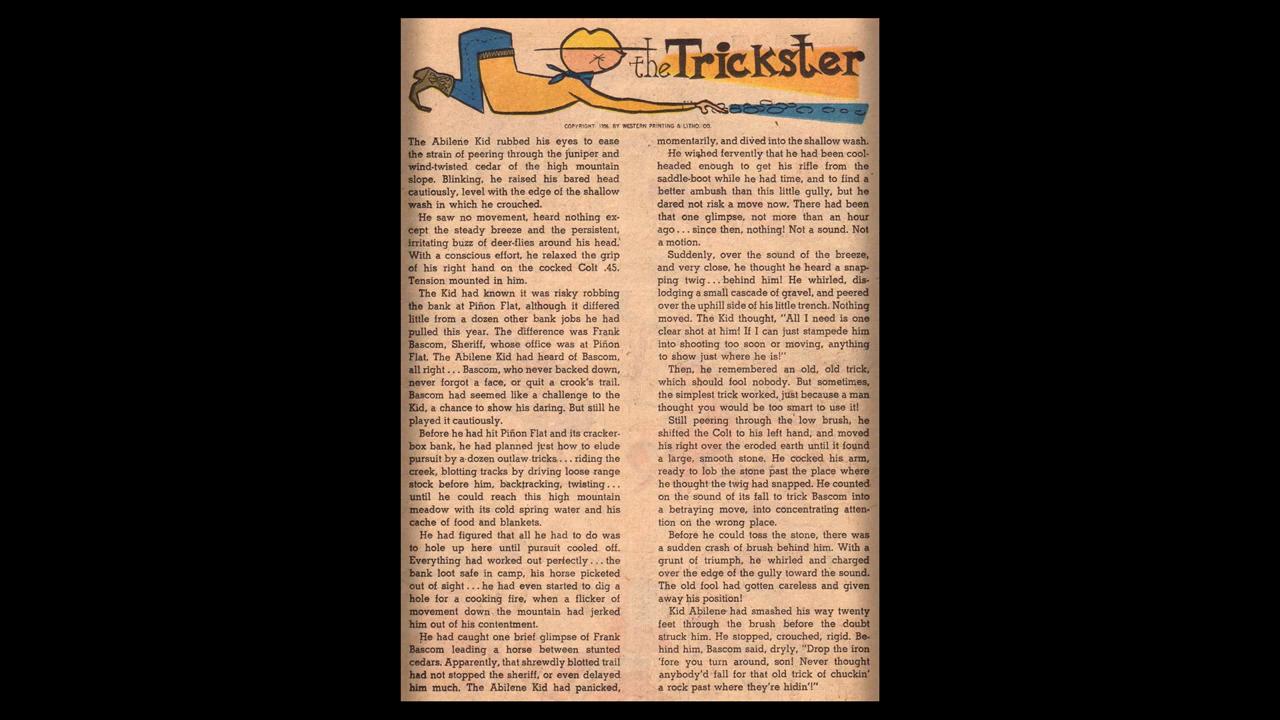 the Trickster
COPYRIGHT, 1956, BY WESTERN PRINTING & LITHO. CO.
The Abilene Kid rubbed his eyes to ease
the strain of peering through the juniper and
wind-twisted cedar of the high mountain
slope. Blinking, he raised his bared head
cautiously, level with the edge of the shallow
wash in which he crouched.
He saw no movement, heard nothing ex-
cept the steady breeze and the persistent,
irritating buzz of deer-flies around his head.
With a conscious effort, he relaxed the grip
of his right hand on the cocked Colt .45.
Tension mounted in him.
The Kid had known it was risky robbing
the bank at Piñon Flat, although it differed
little from a dozen other bank jobs he had
pulled this year. The difference was Frank
Bascom, Sheriff, whose office was at Piñon
Flat. The Abilene Kid had heard of Bascom,
all right . . . Bascom, who never backed down,
never forgot a face, or quit a crook's trail.
Bascom had seemed like a challenge to the
Kid, a chance to show his daring. But still he
played it cautiously.
Before he had hit Piñon Flat and its cracker-
box bank, he had planned just how to elude
pursuit by a dozen outlaw tricks . . . riding the
creek, blotting tracks by driving loose range
stock before him, backtracking, twisting . . .
until he could reach this high mountain
meadow with its cold spring water and his
cache of food and blankets.
He had figured that all he had to do was
to hole up here until pursuit cooled off.
Everything had worked out perfectly . . . the
bank loot safe in camp, his horse picketed
out of sight . . . he had even started to dig a
hole for a cooking fire, when a flicker of
movement down the mountain had jerked
him out of his contentment.
He had caught one brief glimpse of Frank
Bascom leading a horse between stunted
cedars. Apparently, that shrewdly blotted trail
had not stopped the sheriff, or even delayed
him much. The Abilene Kid had panicked,
momentarily, and dived into the shallow wash.
He wished fervently that he had been cool-
headed enough to get his rifle from the
saddle-boot while he had time, and to find a
better ambush than this little gully, but he
dared not risk a move now. There had been
that one glimpse, not more than an hour
ago . . . since then, nothing! Not a sound. Not
a motion.
Suddenly, over the sound of the breeze,
and very close, he thought he heard a snap-
ping twig . . . behind him! He whirled, dis-
lodging a small cascade of gravel, and peered
over the uphill side of his little trench. Nothing
moved. The Kid thought, "All I need is one
clear shot at him! If I can just stampede him
into shooting too soon or moving, anything
to show just where he is!"
Then, he remembered an old, old trick,
which should fool nobody. But sometimes,
the simplest trick worked, just because a man
thought you would be too smart to use it!
Still peering through the low brush, he
shifted the Colt to his left hand, and moved
his right over the eroded earth until it found
a large, smooth stone. He cocked his arm,
ready to lob the stone past the place where
he thought the twig had snapped. He counted
on the sound of its fall to trick Bascom into
a betraying move, into concentrating atten-
tion on the wrong place.
Before he could toss the stone, there was
a sudden crash of brush behind him. With a
grunt of triumph, he whirled and charged
over the edge of the gully toward the sound.
The old fool had gotten careless and given
away his position!
Kid Abilene had smashed his way twenty
feet through the brush before the doubt
struck him. He stopped, crouched, rigid. Be-
hind him, Bascom said, dryly, "Drop the iron
'fore you turn around, son! Never thought
anybody'd fall for that old trick of chuckin'
a rock past where they're hidin'!"